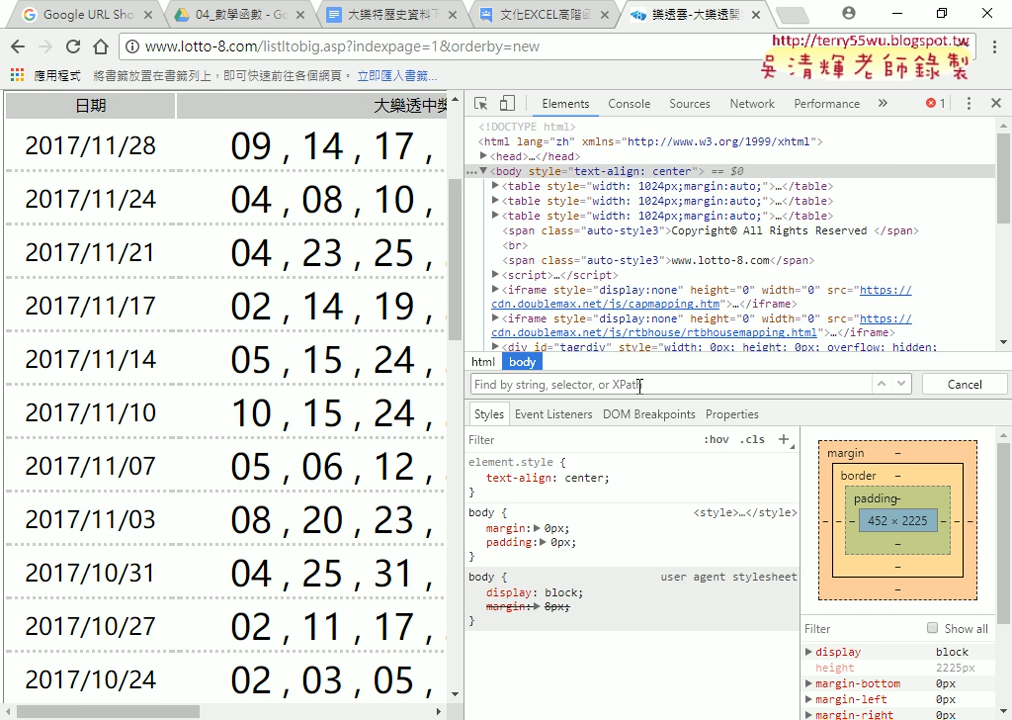 Google URL Sho
04_數學函數 - G
大樂特歷史資料下
文化EXCEL高階函
樂透雲-大樂透開
www.lotto-8.com/listltobig.asp?indexpage=1&orderby=new
http://terry55wu.blogspot.tw
吳清輝老師錄製
應用程式 將書籤放置在書籤列上，即可快速前往各個網頁。 立即匯入書籤...
日期 大樂透中獎
2017/11/28 09 , 14 , 17 ,
2017/11/24 04 , 08 , 10 ,
2017/11/21 04 , 23 , 25 ,
2017/11/17 02 , 14 , 19 ,
2017/11/14 05 , 15 , 24 ,
2017/11/10 10 , 15 , 24 ,
2017/11/07 05 , 06 , 12 ,
2017/11/03 08 , 20 , 23 ,
2017/10/31 04 , 25 , 31 ,
2017/10/27 02 , 11 , 17 ,
2017/10/24 02 , 03 , 05 ,
Elements Console Sources Network Performance » 1
<!DOCTYPE html>
<html lang="zh" xmlns="http://www.w3.org/1999/xhtml">
<head>…</head>
<body style="text-align: center"> == $0
<table style="width: 1024px;margin:auto;">…</table>
<table style="width: 1024px;margin:auto;">…</table>
<table style="width: 1024px;margin:auto;">…</table>
<span class="auto-style3">Copyright© All Rights Reserved </span>
<br>
<span class="auto-style3">www.lotto-8.com</span>
<script>…</script>
<iframe style="display:none" height="0" width="0" src="https://
cdn.doublemax.net/js/capmapping.htm">…</iframe>
<iframe style="display:none" height="0" width="0" src="https://
cdn.doublemax.net/js/rtbhouse/rtbhousemapping.html">…</iframe>
<div id="tagrdiv" style="width: 0px; height: 0px; overflow: hidden;
html body
Find by string, selector, or XPath Cancel
Styles Event Listeners DOM Breakpoints Properties
Filter :hov .cls +
element.style {
text-align: center;
}
body { <style>…</style>
margin: 0px;
padding: 0px;
}
body { user agent stylesheet
display: block;
margin: 8px;
}
margin –
border –
padding –
– – – 452 × 2225 – – –
–
–
–
Filter Show all
display block
height 2225px
margin-bottom 0px
margin-left 0px
margin-right 0px